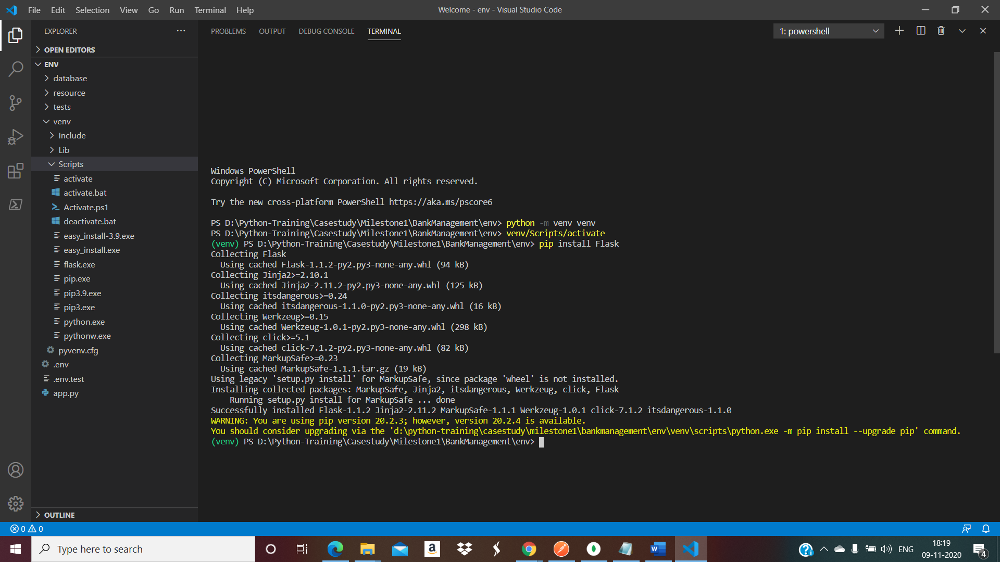 File Edit Selection View Go Run Terminal Help
Welcome - env - Visual Studio Code
EXPLORER
PROBLEMS OUTPUT DEBUG CONSOLE TERMINAL
1: powershell
OPEN EDITORS
ENV
database
resource
tests
venv
Include
Lib
Scripts
activate
activate.bat
Activate.ps1
deactivate.bat
easy_install-3.9.exe
easy_install.exe
flask.exe
pip.exe
pip3.9.exe
pip3.exe
python.exe
pythonw.exe
pyvenv.cfg
.env
.env.test
app.py
OUTLINE
Windows PowerShell
Copyright (C) Microsoft Corporation. All rights reserved.
Try the new cross-platform PowerShell https://aka.ms/pscore6
PS D:\Python-Training\Casestudy\Milestone1\BankManagement\env> python -m venv venv
PS D:\Python-Training\Casestudy\Milestone1\BankManagement\env> venv/Scripts/activate
(venv) PS D:\Python-Training\Casestudy\Milestone1\BankManagement\env> pip install Flask
Collecting Flask
Using cached Flask-1.1.2-py2.py3-none-any.whl (94 kB)
Collecting Jinja2>=2.10.1
Using cached Jinja2-2.11.2-py2.py3-none-any.whl (125 kB)
Collecting itsdangerous>=0.24
Using cached itsdangerous-1.1.0-py2.py3-none-any.whl (16 kB)
Collecting Werkzeug>=0.15
Using cached Werkzeug-1.0.1-py2.py3-none-any.whl (298 kB)
Collecting click>=5.1
Using cached click-7.1.2-py2.py3-none-any.whl (82 kB)
Collecting MarkupSafe>=0.23
Using cached MarkupSafe-1.1.1.tar.gz (19 kB)
Using legacy 'setup.py install' for MarkupSafe, since package 'wheel' is not installed.
Installing collected packages: MarkupSafe, Jinja2, itsdangerous, Werkzeug, click, Flask
Running setup.py install for MarkupSafe ... done
Successfully installed Flask-1.1.2 Jinja2-2.11.2 MarkupSafe-1.1.1 Werkzeug-1.0.1 click-7.1.2 itsdangerous-1.1.0
WARNING: You are using pip version 20.2.3; however, version 20.2.4 is available.
You should consider upgrading via the 'd:\python-training\casestudy\milestone1\bankmanagement\env\venv\scripts\python.exe -m pip install --upgrade pip' command.
(venv) PS D:\Python-Training\Casestudy\Milestone1\BankManagement\env>
0 0
Type here to search
a
ENG
18:19
09-11-2020
4